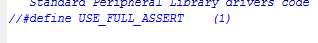 Standard Peripheral Library drivers code
//#define USE_FULL_ASSERT    (1)